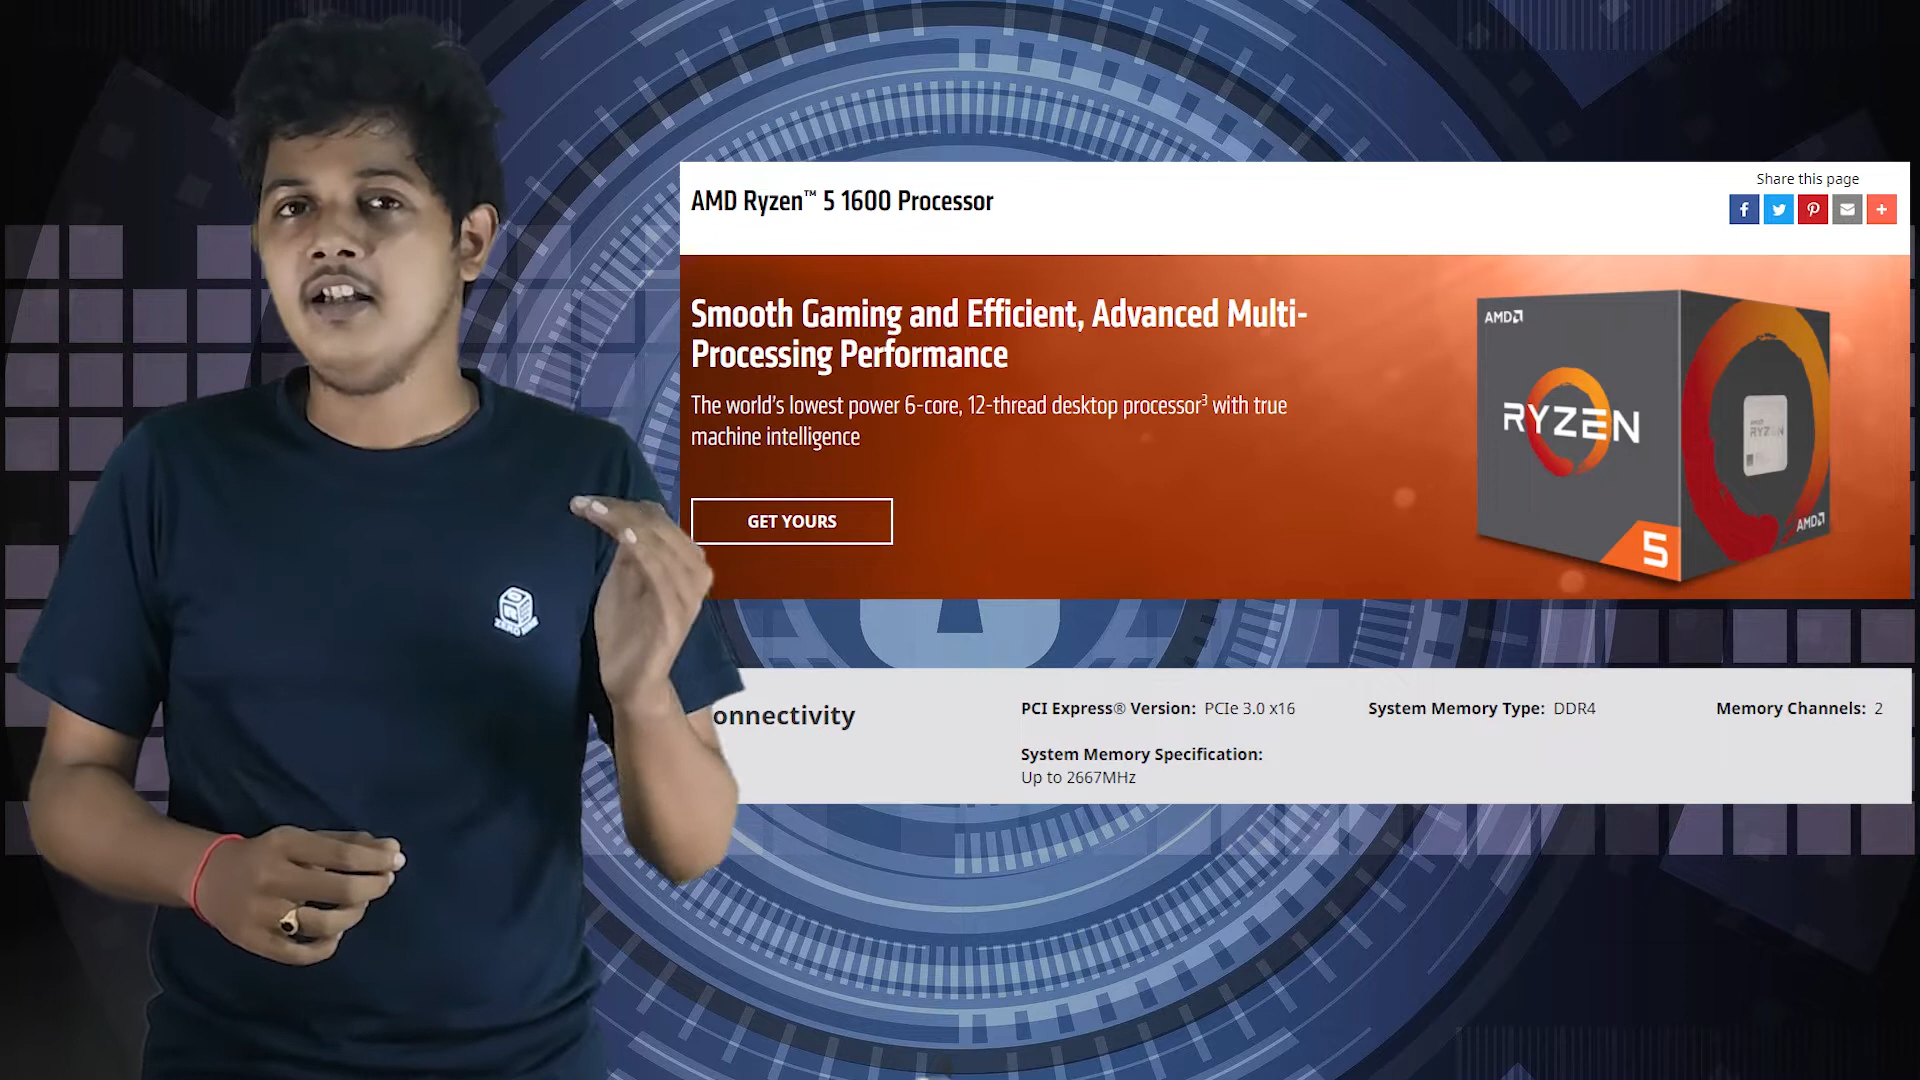 AMD Ryzen™ 5 1600 Processor
Share this page
Smooth Gaming and Efficient, Advanced Multi-
Processing Performance
The world's lowest power 6-core, 12-thread desktop processor³ with true
machine intelligence
GET YOURS
AMD
RYZEN
5
RYZEN
AMD
onnectivity
PCI Express® Version: PCIe 3.0 x16
System Memory Type: DDR4
Memory Channels: 2
System Memory Specification:
Up to 2667MHz